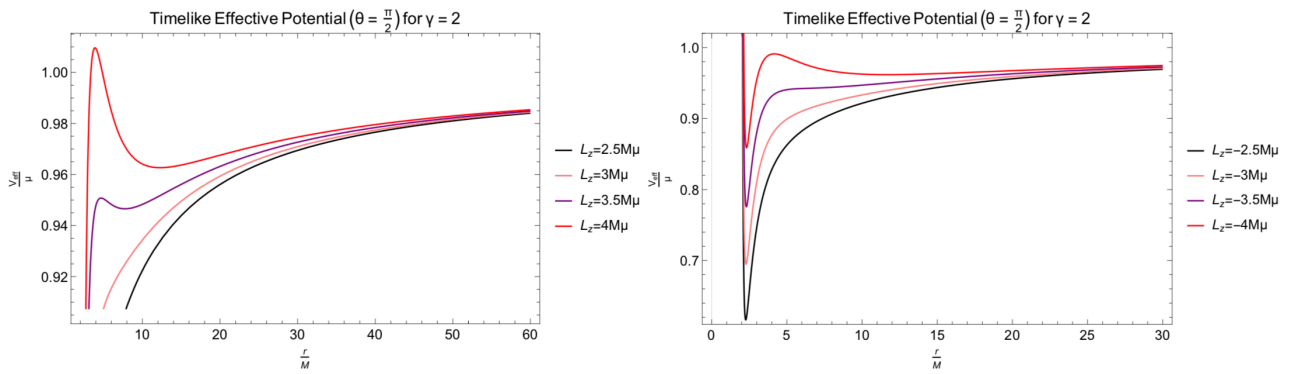 Timelike Effective Potential (θ = π/2) for γ = 2
1.00
0.98
0.96
0.94
0.92
V_eff/μ
10 20 30 40 50 60
r/M
L_z=2.5Mμ
L_z=3Mμ
L_z=3.5Mμ
L_z=4Mμ
Timelike Effective Potential (θ = π/2) for γ = 2
1.0
0.9
0.8
0.7
V_eff/μ
0 5 10 15 20 25 30
r/M
L_z=-2.5Mμ
L_z=-3Mμ
L_z=-3.5Mμ
L_z=-4Mμ